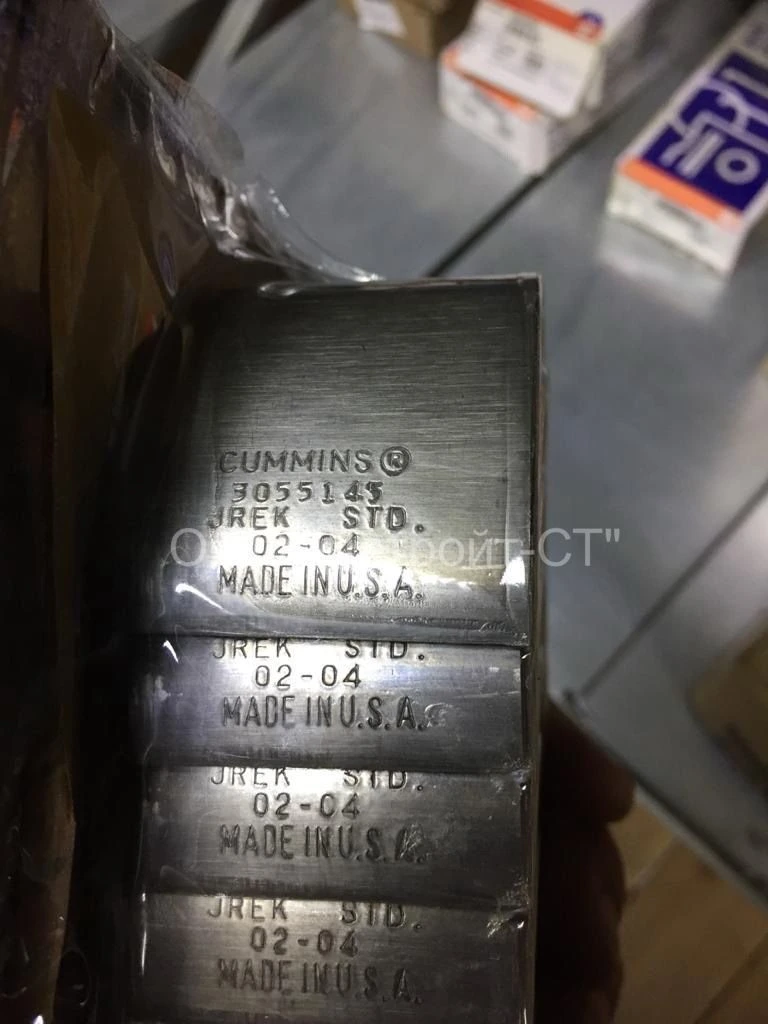 CUMMINS®
3055145
JREK STD.
02-04
MADE IN U.S.A.
JREK STD.
02-04
MADE IN U.S.A.
JREK STD.
02-04
MADE IN U.S.A.
JREK STD.
02-04
MADE IN U.S.A.